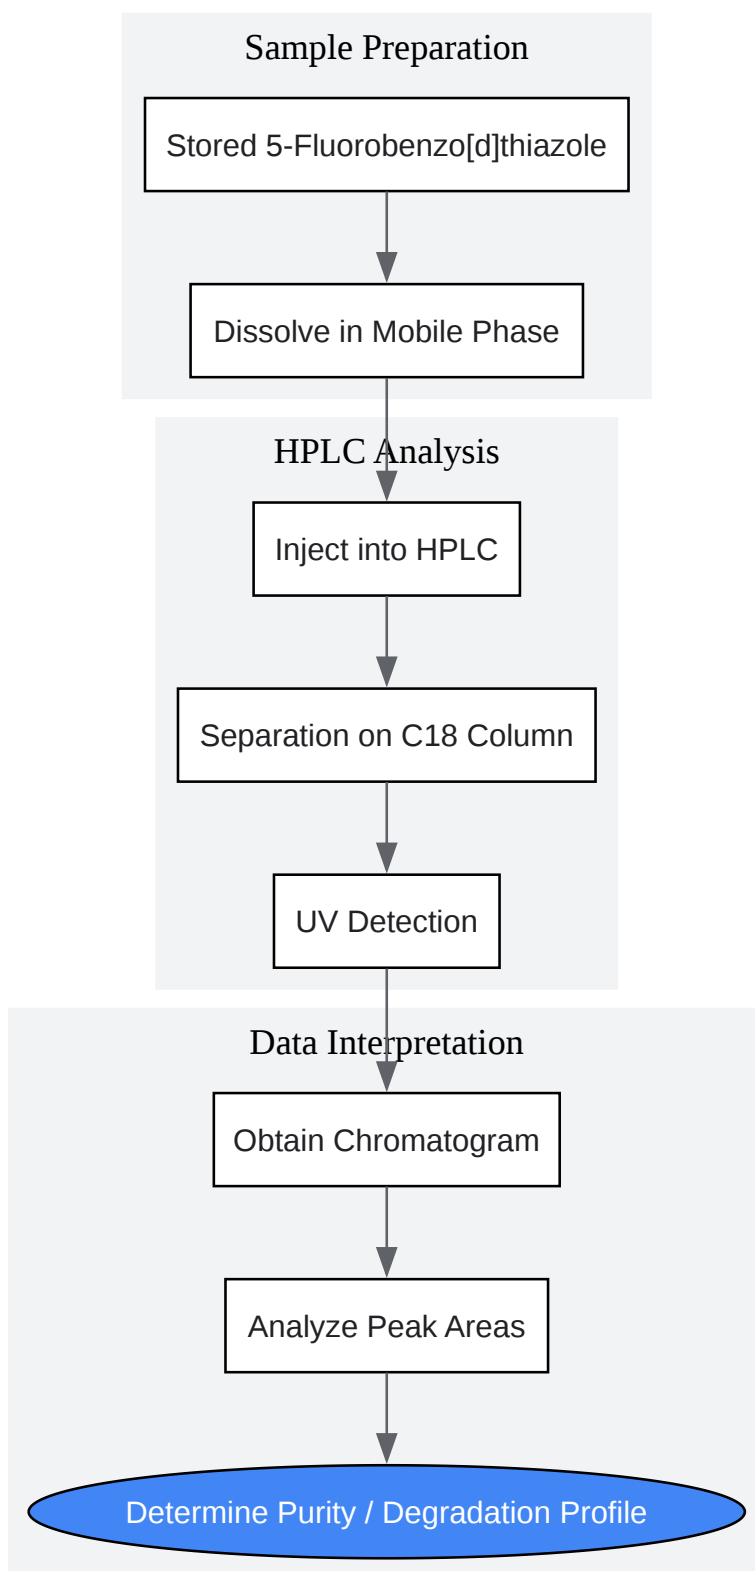 Sample Preparation
Stored 5-Fluorobenzo[d]thiazole
Dissolve in Mobile Phase
HPLC Analysis
Inject into HPLC
Separation on C18 Column
UV Detection
Data Interpretation
Obtain Chromatogram
Analyze Peak Areas
Determine Purity / Degradation Profile